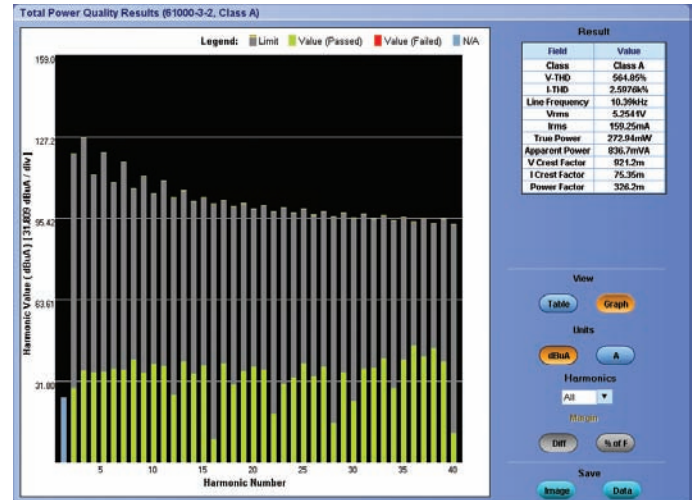 Total Power Quality Results (61000-3-2, Class A)
Legend: Limit Value (Passed) Value (Failed) N/A
159.0
127.2
95.42
63.61
31.80
Harmonic Value ( dBuA ) [ 31.809 dBuA / div ]
5 10 15 20 25 30 35 40
Harmonic Number
Result
Field Value
Class Class A
V-THD 564.85%
I-THD 2.5976k%
Line Frequency 10.39kHz
Vrms 5.2541V
Irms 159.25mA
True Power 272.94mW
Apparent Power 836.7mVA
V Crest Factor 921.2m
I Crest Factor 75.35m
Power Factor 326.2m
View
Table Graph
Units
dBuA A
Harmonics
All
Margin
Diff % of F
Save
Image Data